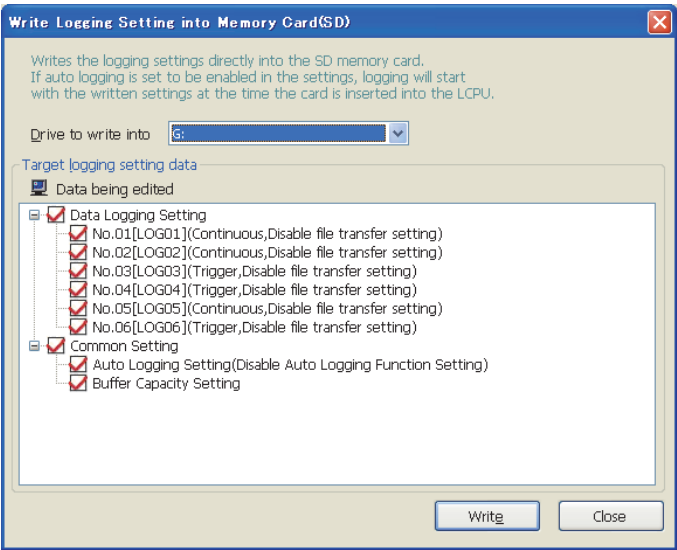 Write Logging Setting into Memory Card(SD)
Writes the logging settings directly into the SD memory card.
If auto logging is set to be enabled in the settings, logging will start
with the written settings at the time the card is inserted into the LCPU.
Drive to write into G:
Target logging setting data
Data being edited
Data Logging Setting
No.01[LOG01](Continuous,Disable file transfer setting)
No.02[LOG02](Continuous,Disable file transfer setting)
No.03[LOG03](Trigger,Disable file transfer setting)
No.04[LOG04](Trigger,Disable file transfer setting)
No.05[LOG05](Continuous,Disable file transfer setting)
No.06[LOG06](Trigger,Disable file transfer setting)
Common Setting
Auto Logging Setting(Disable Auto Logging Function Setting)
Buffer Capacity Setting
Write Close